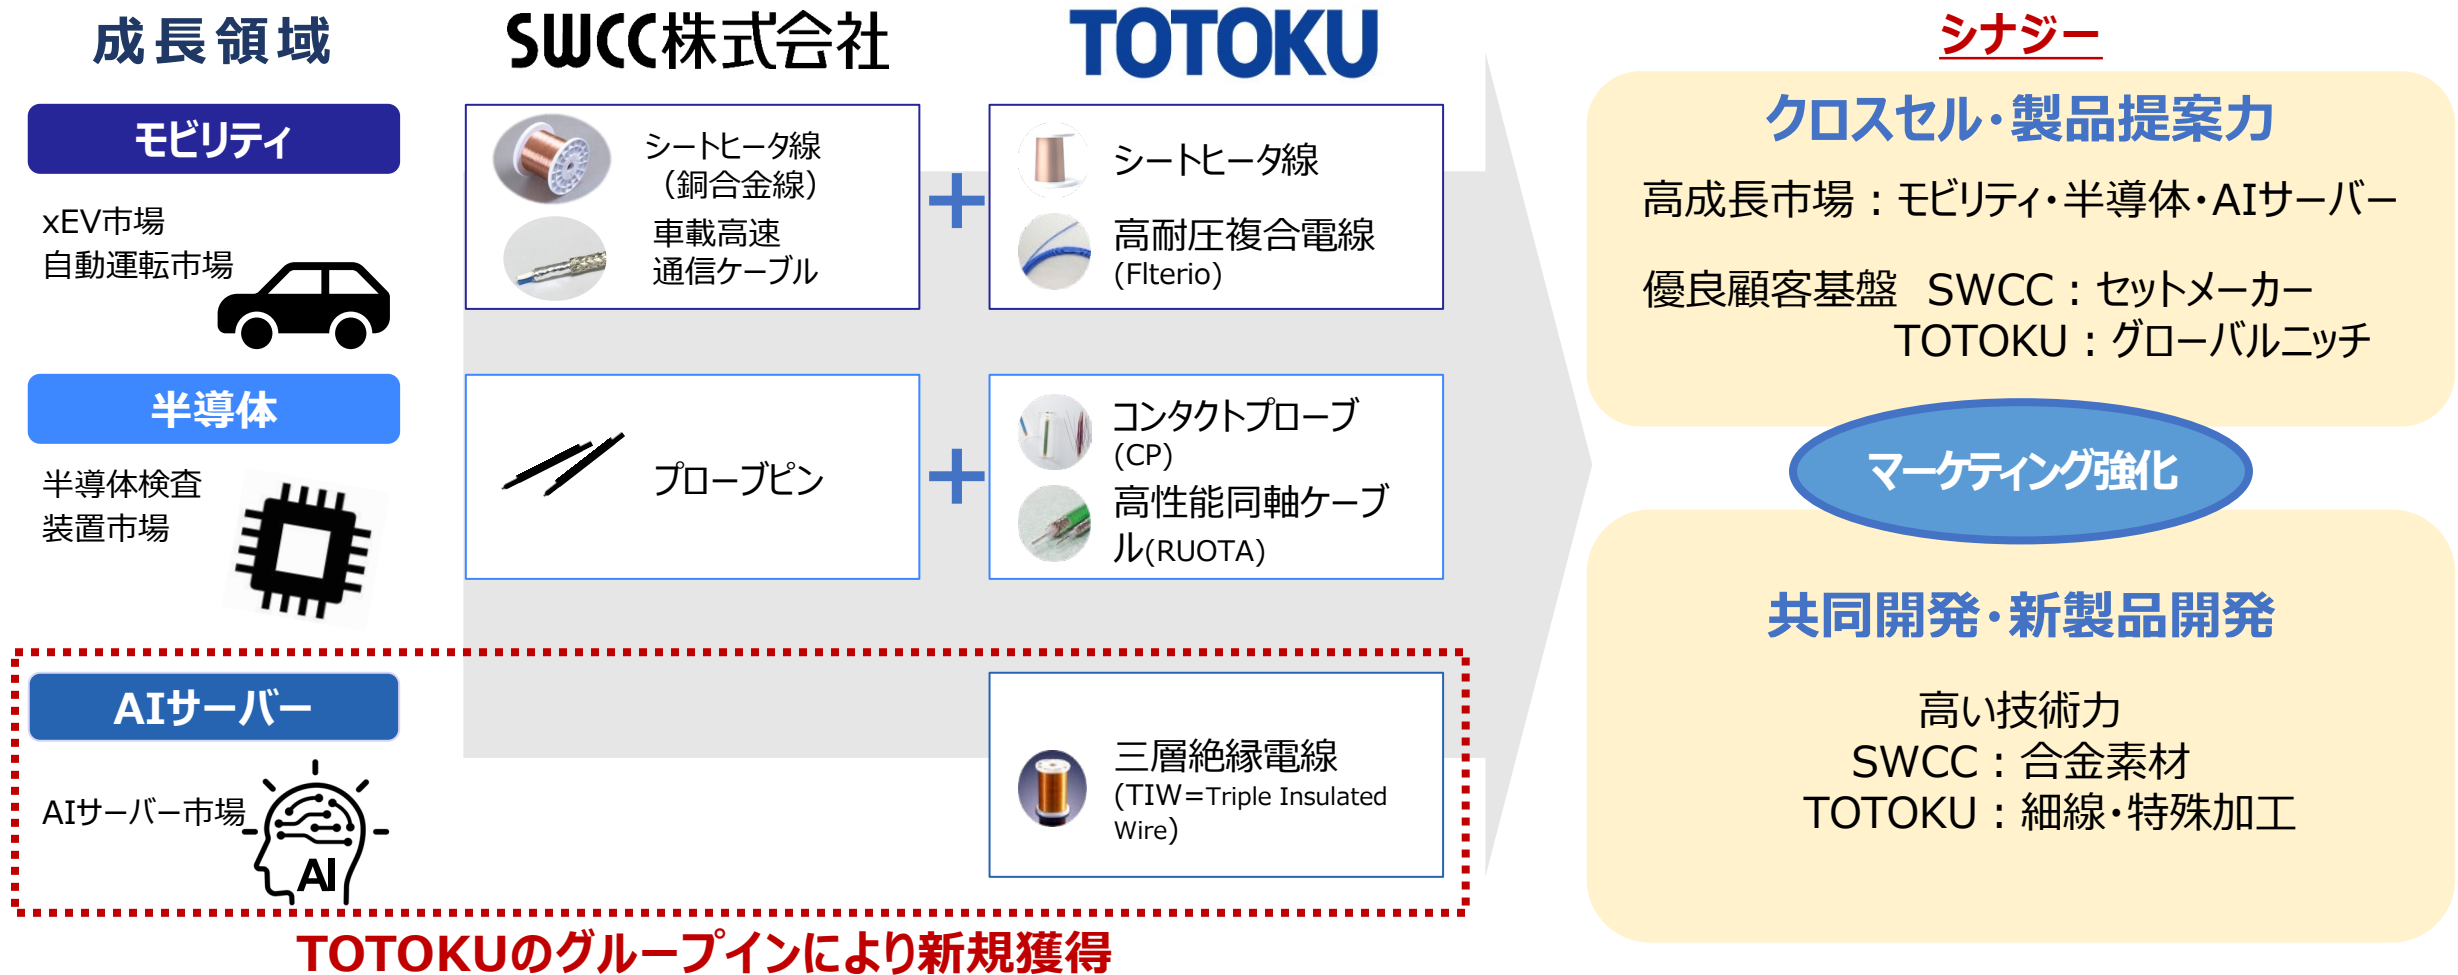 成長領域
SWCC株式会社
TOTOKU
シナジー
モビリティ
xEV市場
自動運転市場
シートヒータ線
（銅合金線）
車載高速
通信ケーブル
+
シートヒータ線
高耐圧複合電線
(Flterio)
半導体
半導体検査
装置市場
プローブピン
+
コンタクトプローブ
(CP)
高性能同軸ケーブ
ル(RUOTA)
AIサーバー
AIサーバー市場
AI
三層絶縁電線
(TIW=Triple Insulated
Wire)
TOTOKUのグループインにより新規獲得
クロスセル・製品提案力
高成長市場：モビリティ・半導体・AIサーバー
優良顧客基盤 SWCC：セットメーカー
TOTOKU：グローバルニッチ
マーケティング強化
共同開発・新製品開発
高い技術力
SWCC：合金素材
TOTOKU：細線・特殊加工